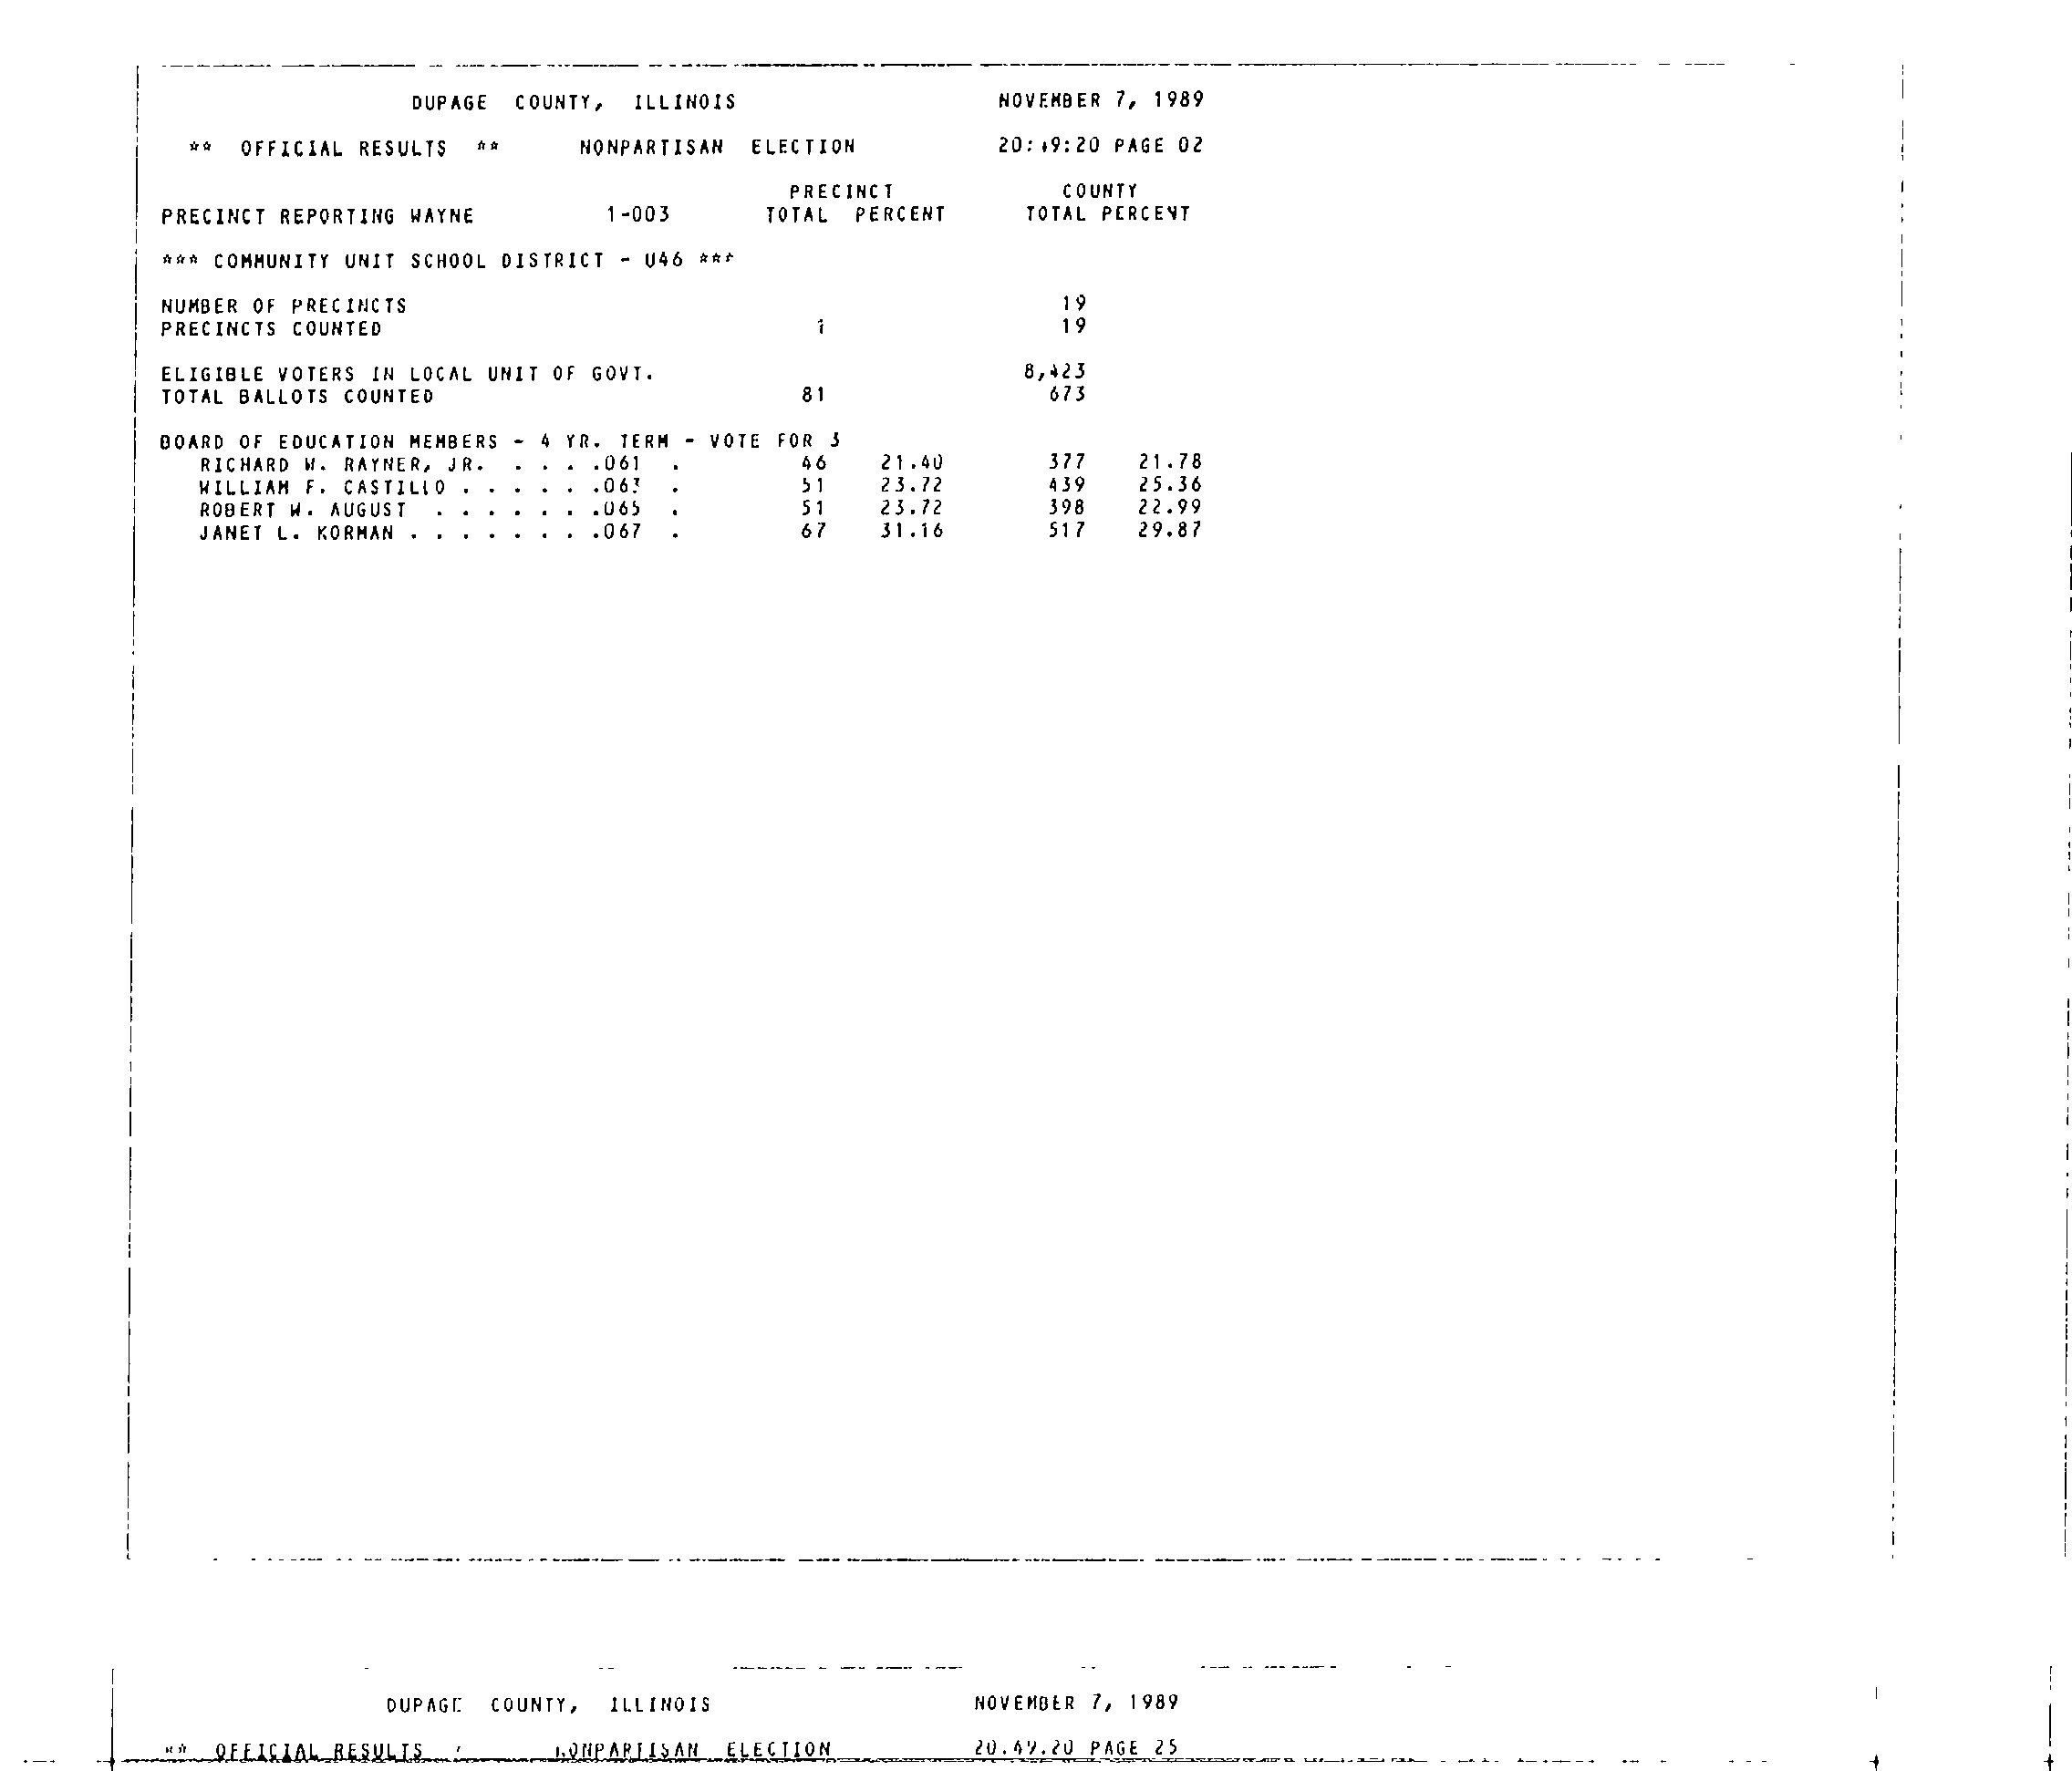 DUPAGE COUNTY, ILLINOIS NOVEMBER 7, 1989
** OFFICIAL RESULTS ** NONPARTISAN ELECTION 20:49:20 PAGE 02
PRECINCT COUNTY
PRECINCT REPORTING WAYNE 1-003 TOTAL PERCENT TOTAL PERCENT
*** COMMUNITY UNIT SCHOOL DISTRICT - U46 ***
NUMBER OF PRECINCTS 19
PRECINCTS COUNTED 1 19
ELIGIBLE VOTERS IN LOCAL UNIT OF GOVT. 8,423
TOTAL BALLOTS COUNTED 81 673
BOARD OF EDUCATION MEMBERS - 4 YR. TERM - VOTE FOR 3
RICHARD W. RAYNER, JR. . . . .061 . 46 21.40 377 21.78
WILLIAM F. CASTILLO . . . . . .063 . 51 23.72 439 25.36
ROBERT W. AUGUST . . . . . . .065 . 51 23.72 398 22.99
JANET L. KORMAN . . . . . . . .067 . 67 31.16 517 29.87
DUPAGE COUNTY, ILLINOIS NOVEMBER 7, 1989
** OFFICIAL RESULTS NONPARTISAN ELECTION 20.49.20 PAGE 25